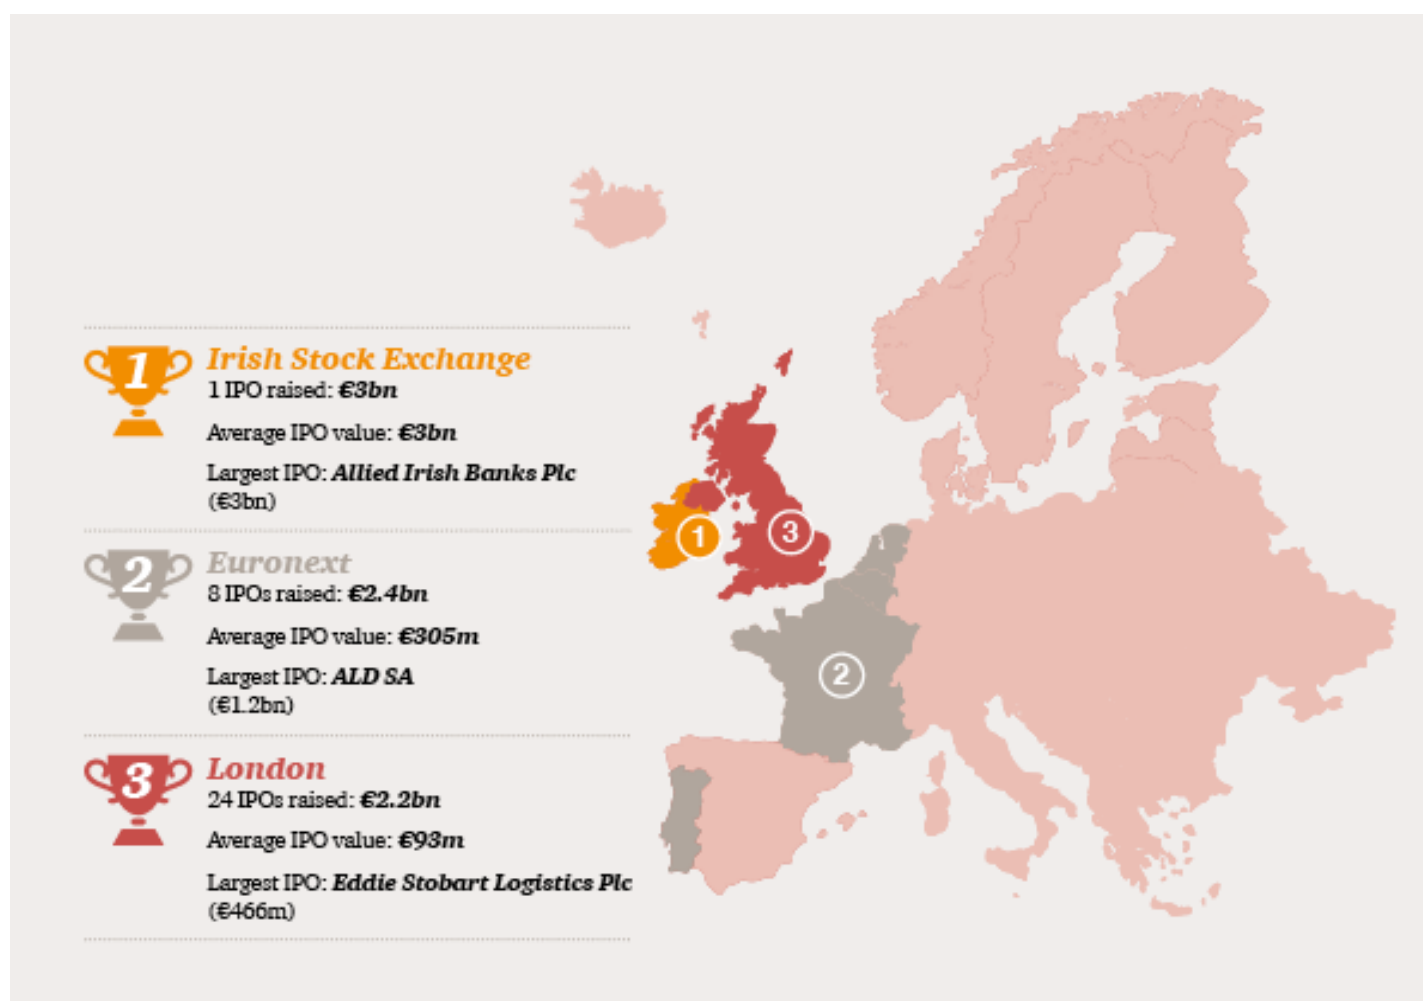 1
Irish Stock Exchange
1 IPO raised: €3bn
Average IPO value: €3bn
Largest IPO: Allied Irish Banks Plc
(€3bn)
2
Euronext
8 IPOs raised: €2.4bn
Average IPO value: €305m
Largest IPO: ALD SA
(€1.2bn)
3
London
24 IPOs raised: €2.2bn
Average IPO value: €93m
Largest IPO: Eddie Stobart Logistics Plc
(€466m)
1
3
2